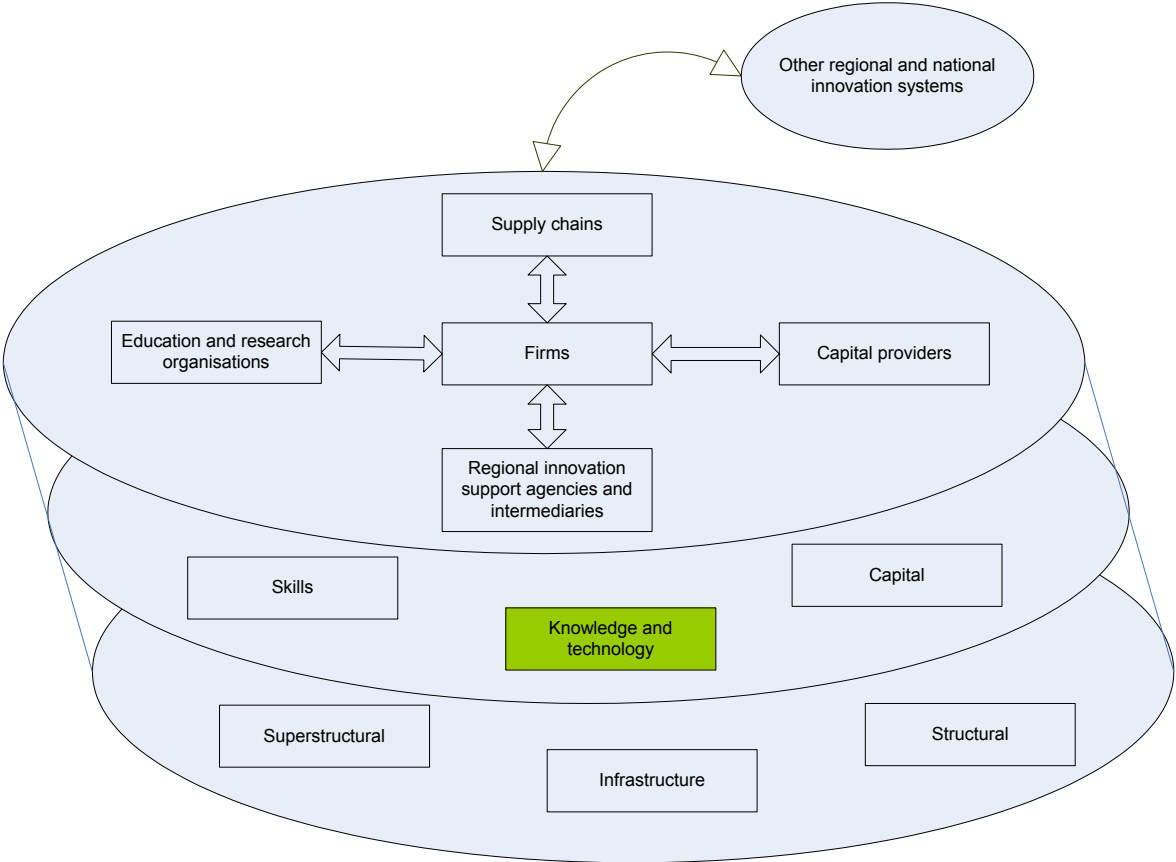 Other regional and national
innovation systems
Supply chains
Education and research
organisations
Firms
Capital providers
Regional innovation
support agencies and
intermediaries
Skills
Capital
Knowledge and
technology
Superstructural
Structural
Infrastructure